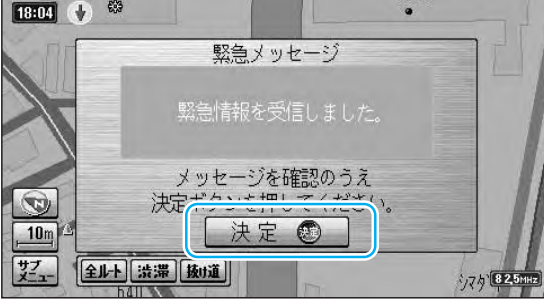 18:04
緊急メッセージ
緊急情報を受信しました。
メッセージを確認のうえ
決定ボタンを押してください。
決定 決定
10m
サブメニュー
全ルート 渋滞 抜け道
シマダ 82.5MHz